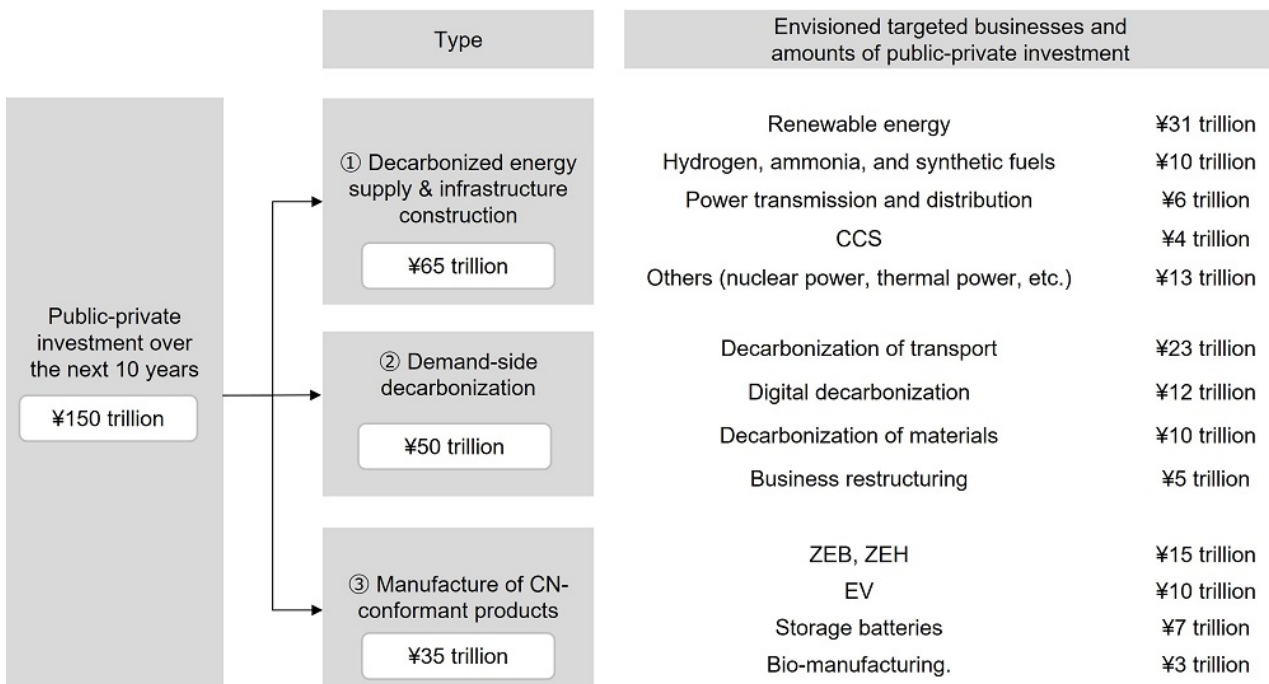 Type
Envisioned targeted businesses and
amounts of public-private investment
Public-private
investment over
the next 10 years
¥150 trillion
① Decarbonized energy
supply & infrastructure
construction
¥65 trillion
Renewable energy ¥31 trillion
Hydrogen, ammonia, and synthetic fuels ¥10 trillion
Power transmission and distribution ¥6 trillion
CCS ¥4 trillion
Others (nuclear power, thermal power, etc.) ¥13 trillion
② Demand-side
decarbonization
¥50 trillion
Decarbonization of transport ¥23 trillion
Digital decarbonization ¥12 trillion
Decarbonization of materials ¥10 trillion
Business restructuring ¥5 trillion
③ Manufacture of CN-
conformant products
¥35 trillion
ZEB, ZEH ¥15 trillion
EV ¥10 trillion
Storage batteries ¥7 trillion
Bio-manufacturing. ¥3 trillion